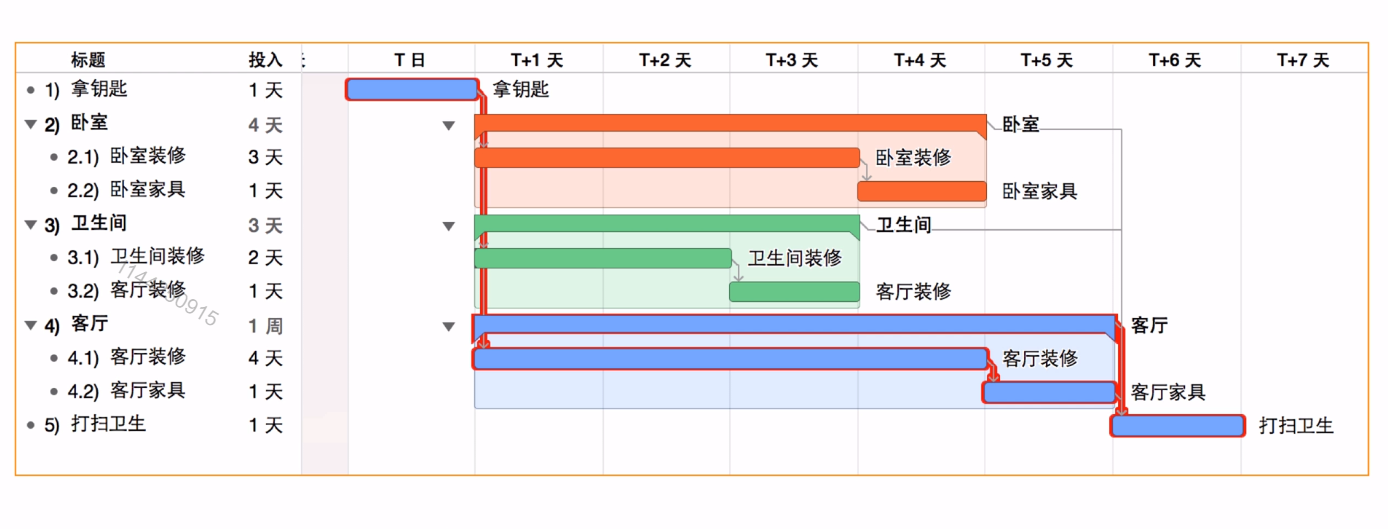 标题 投入 T 日 T+1 天 T+2 天 T+3 天 T+4 天 T+5 天 T+6 天 T+7 天
1) 拿钥匙 1 天 拿钥匙
2) 卧室 4 天 卧室
2.1) 卧室装修 3 天 卧室装修
2.2) 卧室家具 1 天 卧室家具
3) 卫生间 3 天 卫生间
3.1) 卫生间装修 2 天 卫生间装修
3.2) 客厅装修 1 天 客厅装修
4) 客厅 1 周 客厅
4.1) 客厅装修 4 天 客厅装修
4.2) 客厅家具 1 天 客厅家具
5) 打扫卫生 1 天 打扫卫生